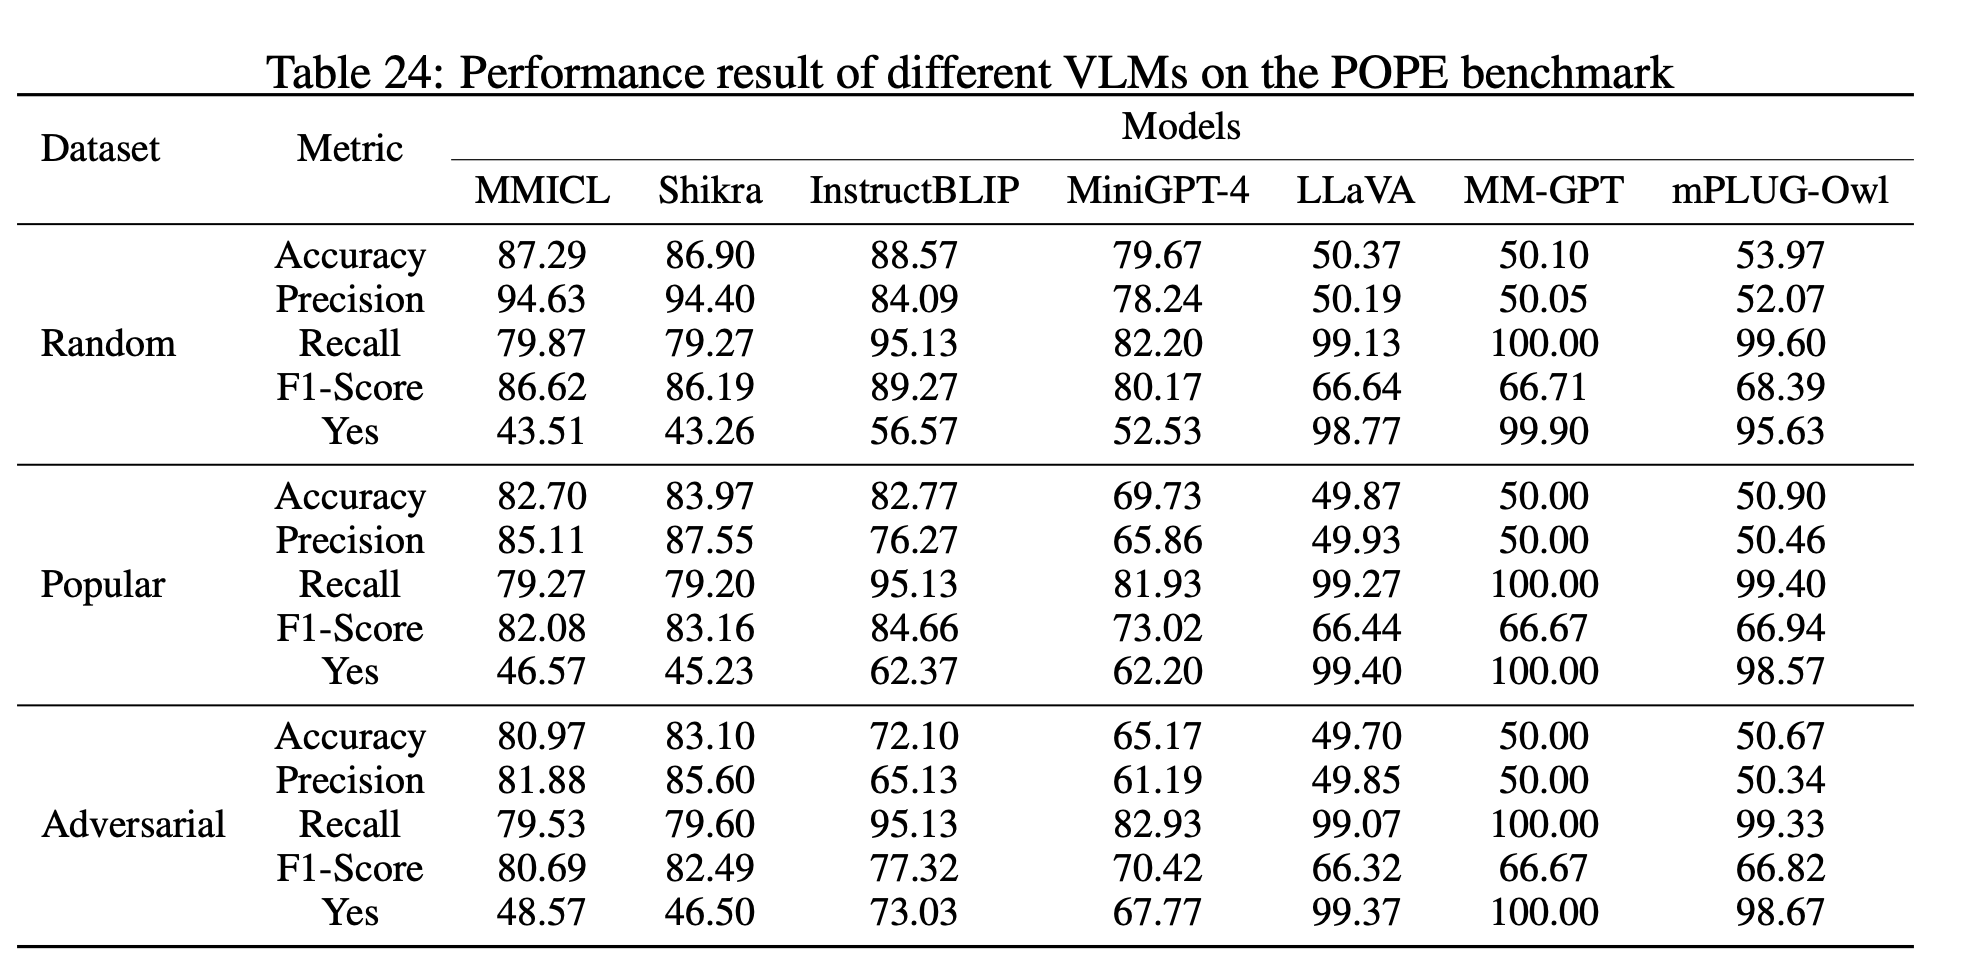 Table 24: Performance result of different VLMs on the POPE benchmark
Dataset Metric Models
MMICL Shikra InstructBLIP MiniGPT-4 LLaVA MM-GPT mPLUG-Owl
Random
Accuracy 87.29 86.90 88.57 79.67 50.37 50.10 53.97
Precision 94.63 94.40 84.09 78.24 50.19 50.05 52.07
Recall 79.87 79.27 95.13 82.20 99.13 100.00 99.60
F1-Score 86.62 86.19 89.27 80.17 66.64 66.71 68.39
Yes 43.51 43.26 56.57 52.53 98.77 99.90 95.63
Popular
Accuracy 82.70 83.97 82.77 69.73 49.87 50.00 50.90
Precision 85.11 87.55 76.27 65.86 49.93 50.00 50.46
Recall 79.27 79.20 95.13 81.93 99.27 100.00 99.40
F1-Score 82.08 83.16 84.66 73.02 66.44 66.67 66.94
Yes 46.57 45.23 62.37 62.20 99.40 100.00 98.57
Adversarial
Accuracy 80.97 83.10 72.10 65.17 49.70 50.00 50.67
Precision 81.88 85.60 65.13 61.19 49.85 50.00 50.34
Recall 79.53 79.60 95.13 82.93 99.07 100.00 99.33
F1-Score 80.69 82.49 77.32 70.42 66.32 66.67 66.82
Yes 48.57 46.50 73.03 67.77 99.37 100.00 98.67